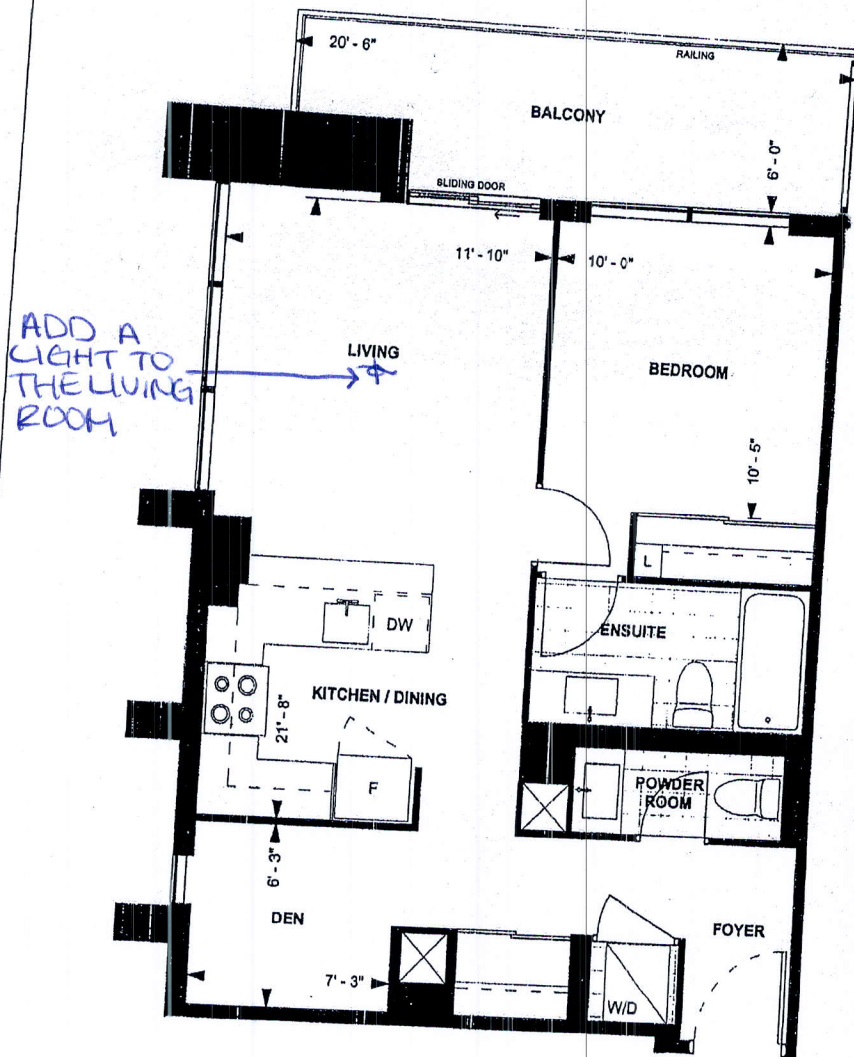 20' - 6"
RAILING
BALCONY
6' - 0"
SLIDING DOOR
11' - 10"
10' - 0"
ADD A
LIGHT TO
THE LIVING
ROOM
LIVING
BEDROOM
10' - 5"
L
DW
ENSUITE
KITCHEN / DINING
21' - 8"
F
POWDER
ROOM
6' - 3"
DEN
FOYER
7' - 3"
W/D